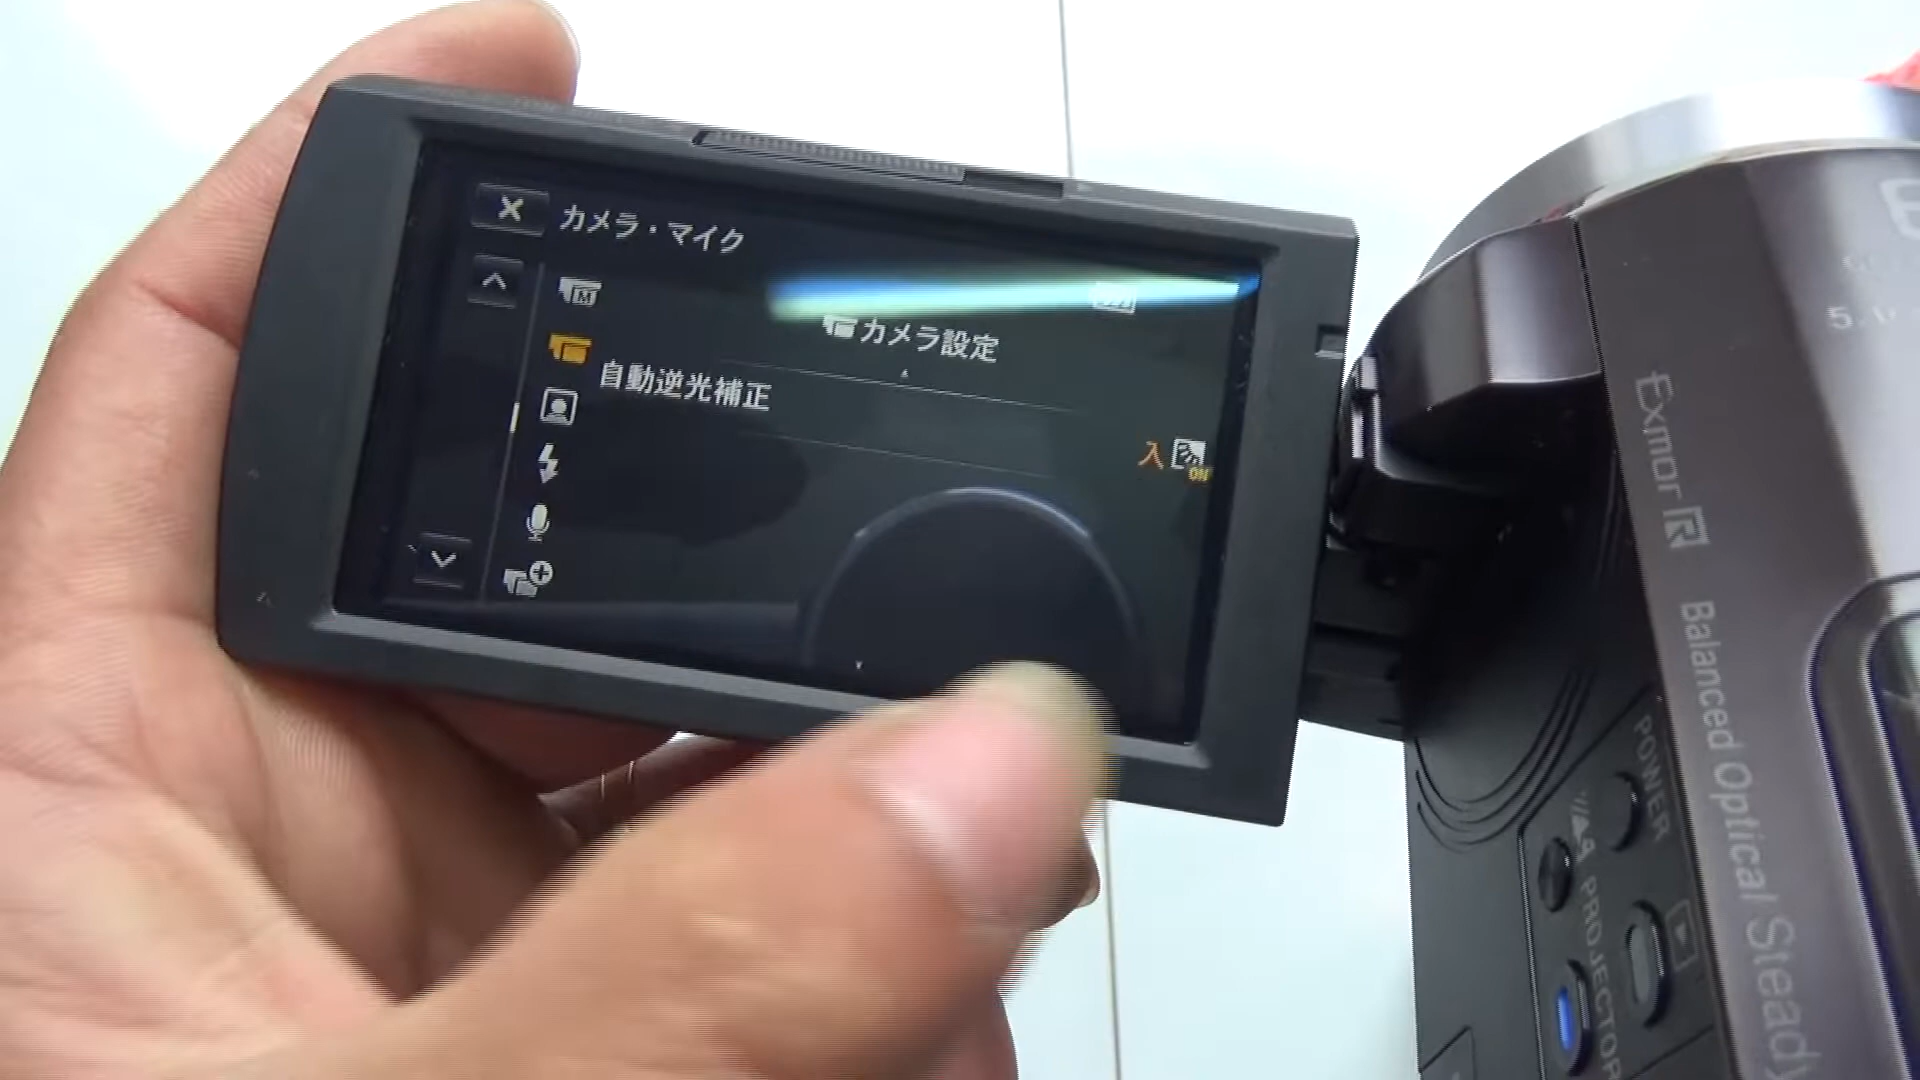 カメラ・マイク
カメラ設定
自動逆光補正
入
ON
Exmor R
Balanced Optical Steady
POWER
PROJECTOR